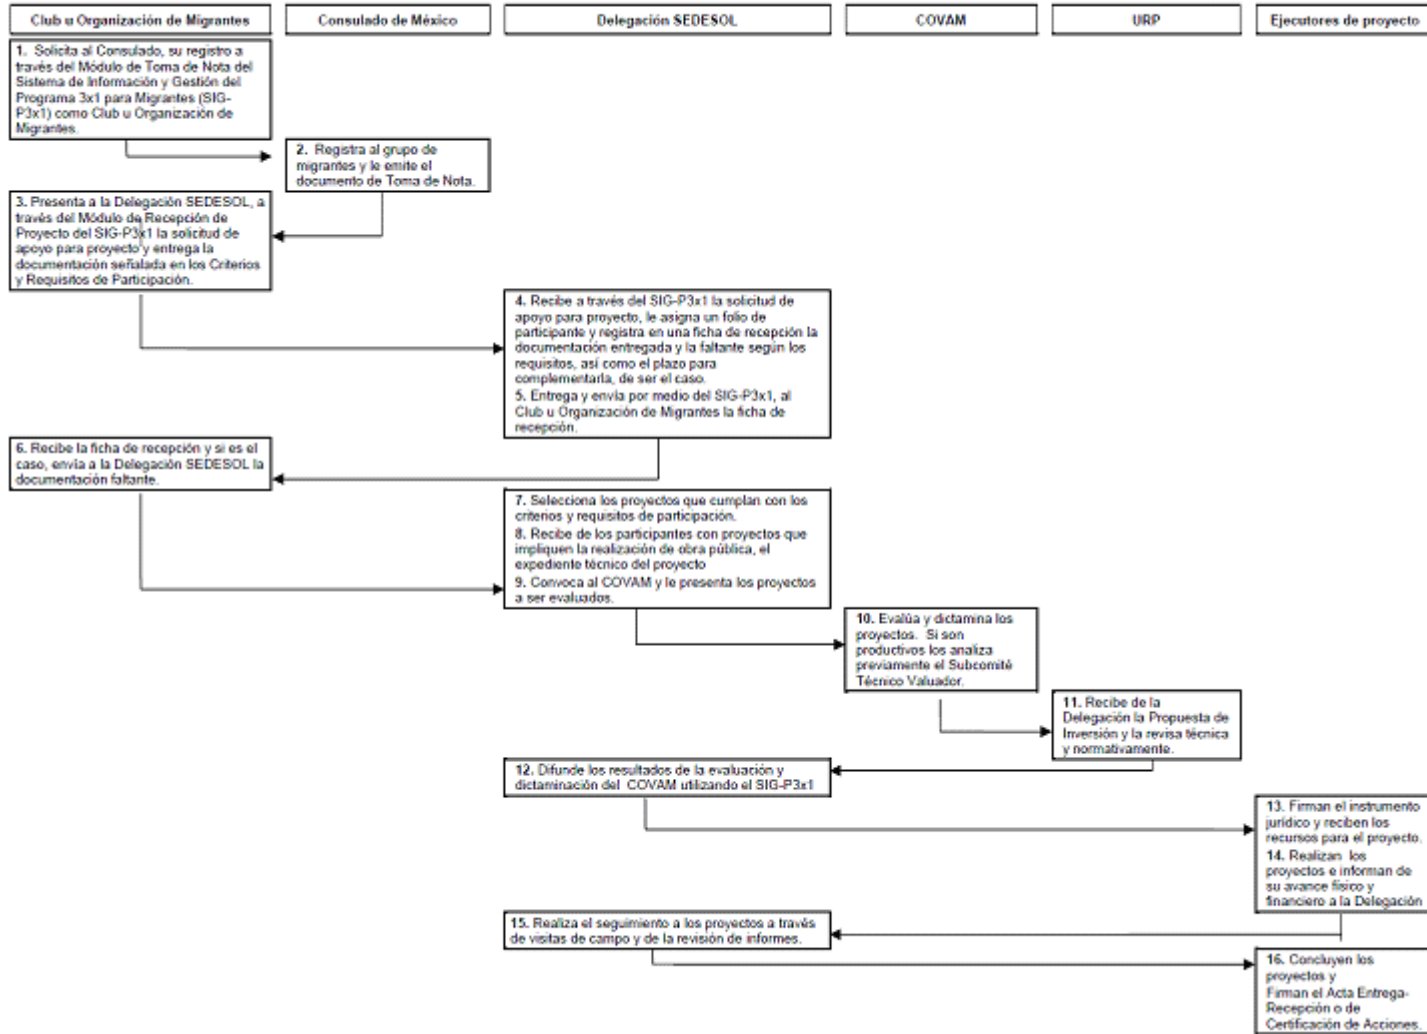 Club u Organización de Migrantes
Consulado de México
Delegación SEDESOL
COVAM
URP
Ejecutores de proyecto
1. Solicita al Consulado, su registro a
través del Módulo de Toma de Nota del
Sistema de Información y Gestión del
Programa 3x1 para Migrantes (SIG-
P3x1) como Club u Organización de
Migrantes.
2. Registra al grupo de
migrantes y le emite el
documento de Toma de Nota.
3. Presenta a la Delegación SEDESOL, a
través del Módulo de Recepción de
Proyecto del SIG-P3x1 la solicitud de
apoyo para proyecto y entrega la
documentación señalada en los Criterios
y Requisitos de Participación.
4. Recibe a través del SIG-P3x1 la solicitud de
apoyo para proyecto, le asigna un folio de
participante y registra en una ficha de recepción la
documentación entregada y la faltante según los
requisitos, así como el plazo para
complementarla, de ser el caso.
5. Entrega y envía por medio del SIG-P3x1, al
Club u Organización de Migrantes la ficha de
recepción.
6. Recibe la ficha de recepción y si es el
caso, envía a la Delegación SEDESOL la
documentación faltante.
7. Selecciona los proyectos que cumplan con los
criterios y requisitos de participación.
8. Recibe de los participantes con proyectos que
impliquen la realización de obra pública, el
expediente técnico del proyecto
9. Convoca al COVAM y le presenta los proyectos
a ser evaluados.
10. Evalúa y dictamina los
proyectos. Si son
productivos los analiza
previamente el Subcomité
Técnico Valuador.
11. Recibe de la
Delegación la Propuesta de
Inversión y la revisa técnica
y normativamente.
12. Difunde los resultados de la evaluación y
dictaminación del COVAM utilizando el SIG-P3x1
13. Firman el instrumento
jurídico y reciben los
recursos para el proyecto.
14. Realizan los
proyectos e informan de
su avance físico y
financiero a la Delegación
15. Realiza el seguimiento a los proyectos a través
de visitas de campo y de la revisión de informes.
16. Concluyen los
proyectos y
Firman el Acta Entrega-
Recepción o de
Certificación de Acciones.